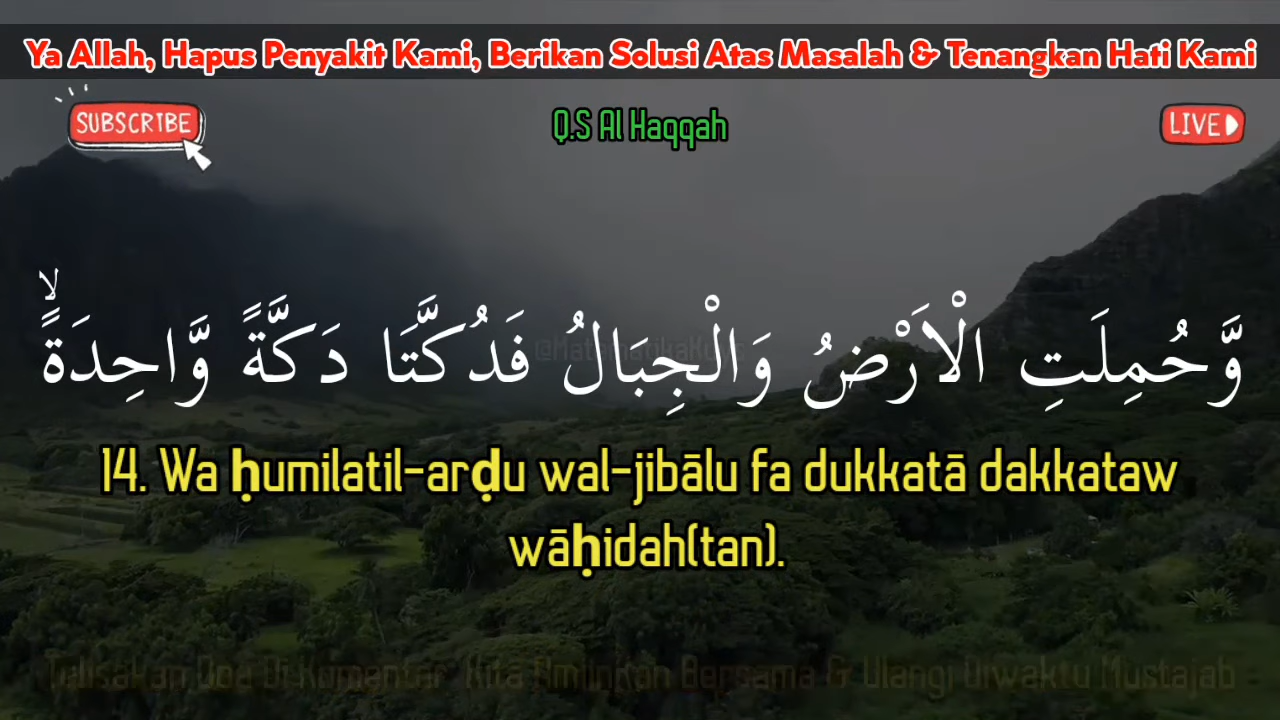 Ya Allah, Hapus Penyakit Kami, Berikan Solusi Atas Masalah & Tenangkan Hati Kami
SUBSCRIBE
Q.S Al Haqqah
LIVE
وَّحُمِلَتِ الْاَرْضُ وَالْجِبَالُ فَدُكَّتَا دَكَّةً وَّاحِدَةًۙ
14. Wa ḥumilatil-arḍu wal-jibālu fa dukkatā dakkataw
wāḥidah(tan).
Tulisakan Doa Di Komentar Kita Amiinkan Bersama & Ulangi Diwaktu Mustajab